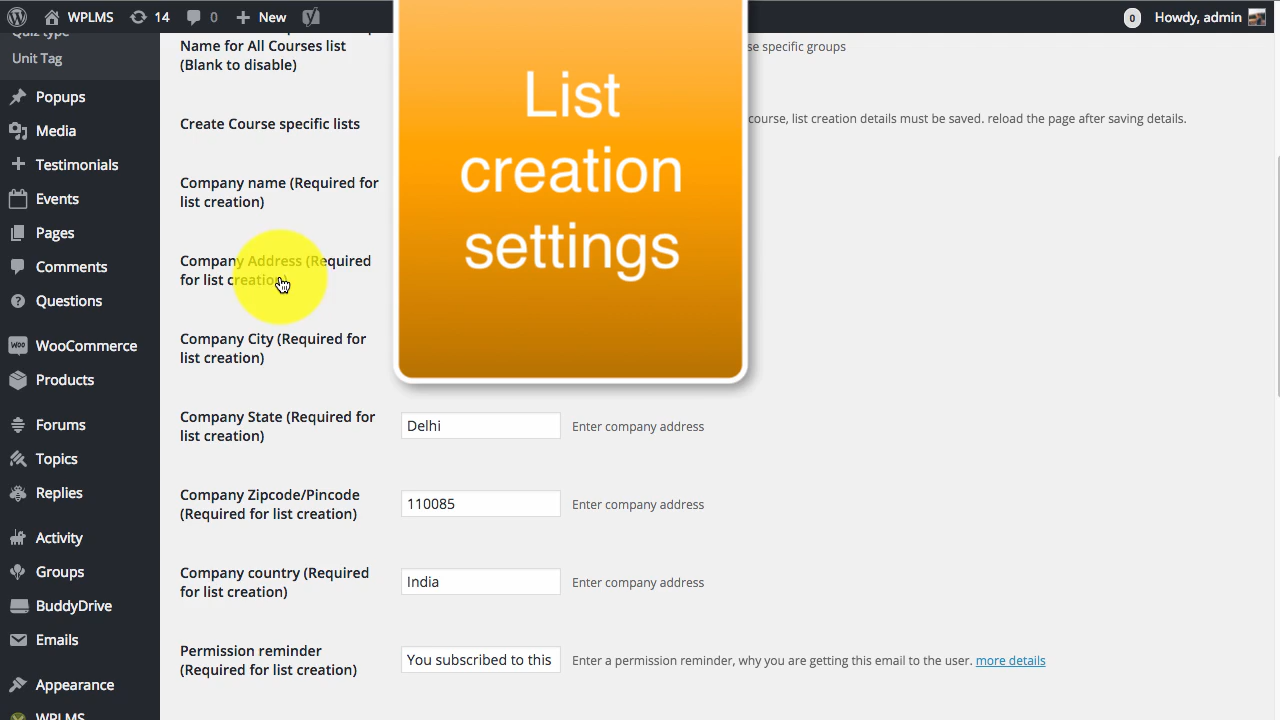 WPLMS 14 0 New 0 Howdy, admin
Quiz type
Unit Tag
Popups
Media
Testimonials
Events
Pages
Comments
Questions
WooCommerce
Products
Forums
Topics
Replies
Activity
Groups
BuddyDrive
Emails
Appearance
WPLMS
Name for All Courses list
(Blank to disable)
se specific groups
Create Course specific lists
course, list creation details must be saved. reload the page after saving details.
Company name (Required for
list creation)
Company Address (Required
for list creation)
Company City (Required for
list creation)
List
creation
settings
Company State (Required for
list creation)
Delhi
Enter company address
Company Zipcode/Pincode
(Required for list creation)
110085
Enter company address
Company country (Required
for list creation)
India
Enter company address
Permission reminder
(Required for list creation)
You subscribed to this
Enter a permission reminder, why you are getting this email to the user. more details